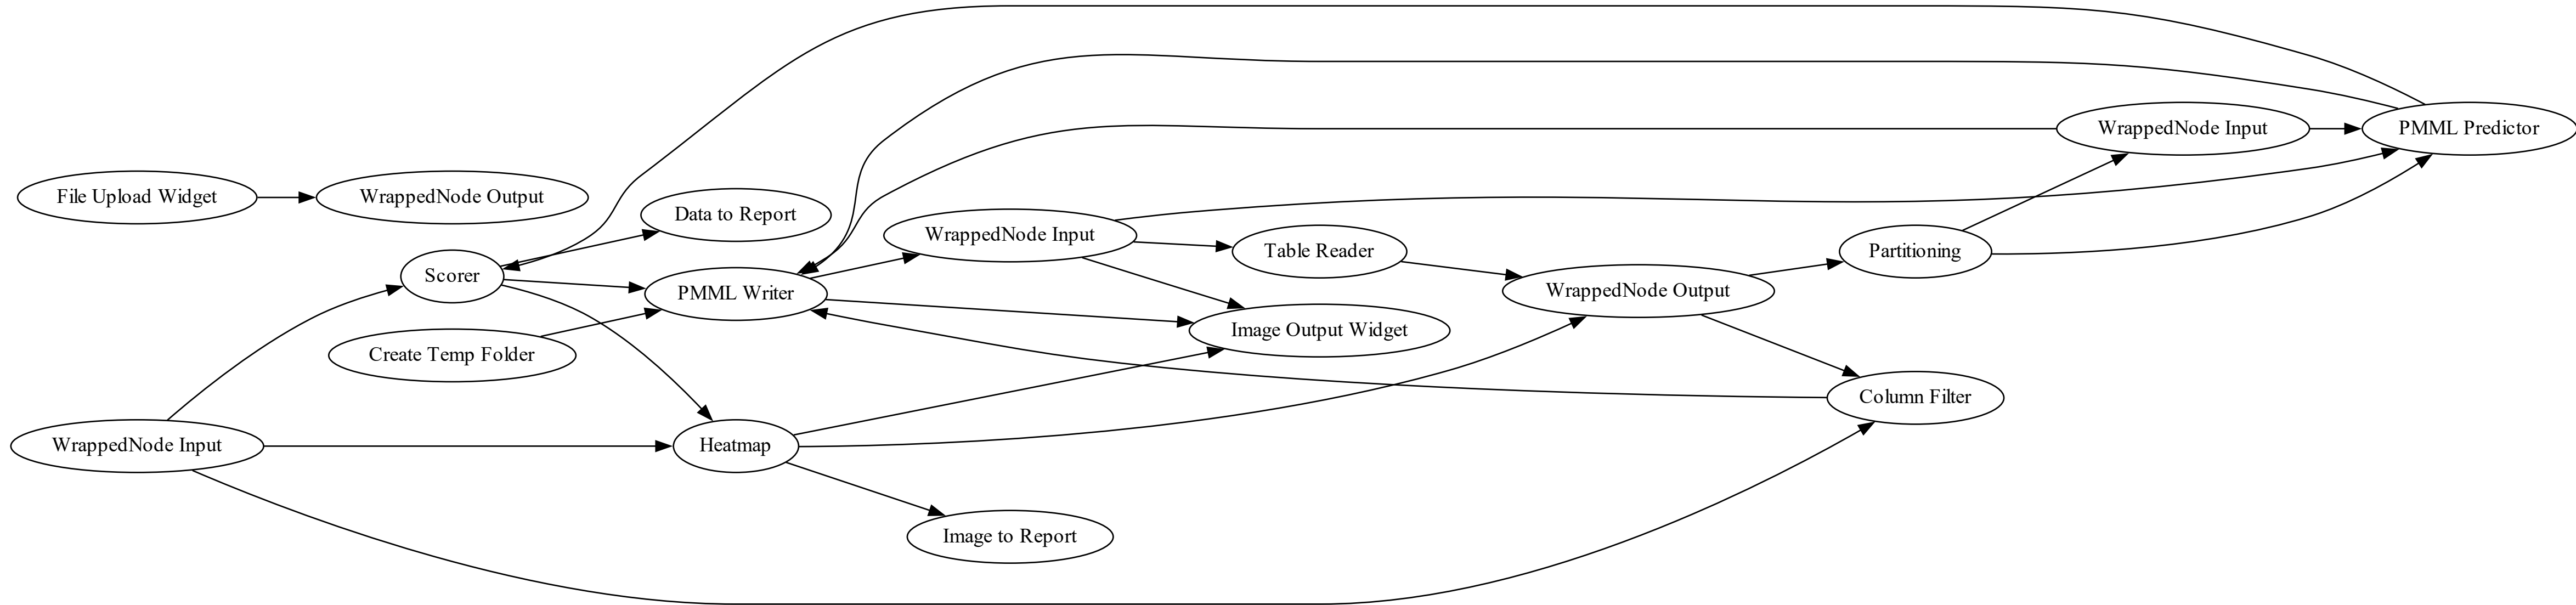 WrappedNode Input
PMML Predictor
File Upload Widget
WrappedNode Output
Data to Report
WrappedNode Input
Table Reader
Partitioning
Scorer
PMML Writer
WrappedNode Output
Image Output Widget
Create Temp Folder
Column Filter
WrappedNode Input
Heatmap
Image to Report